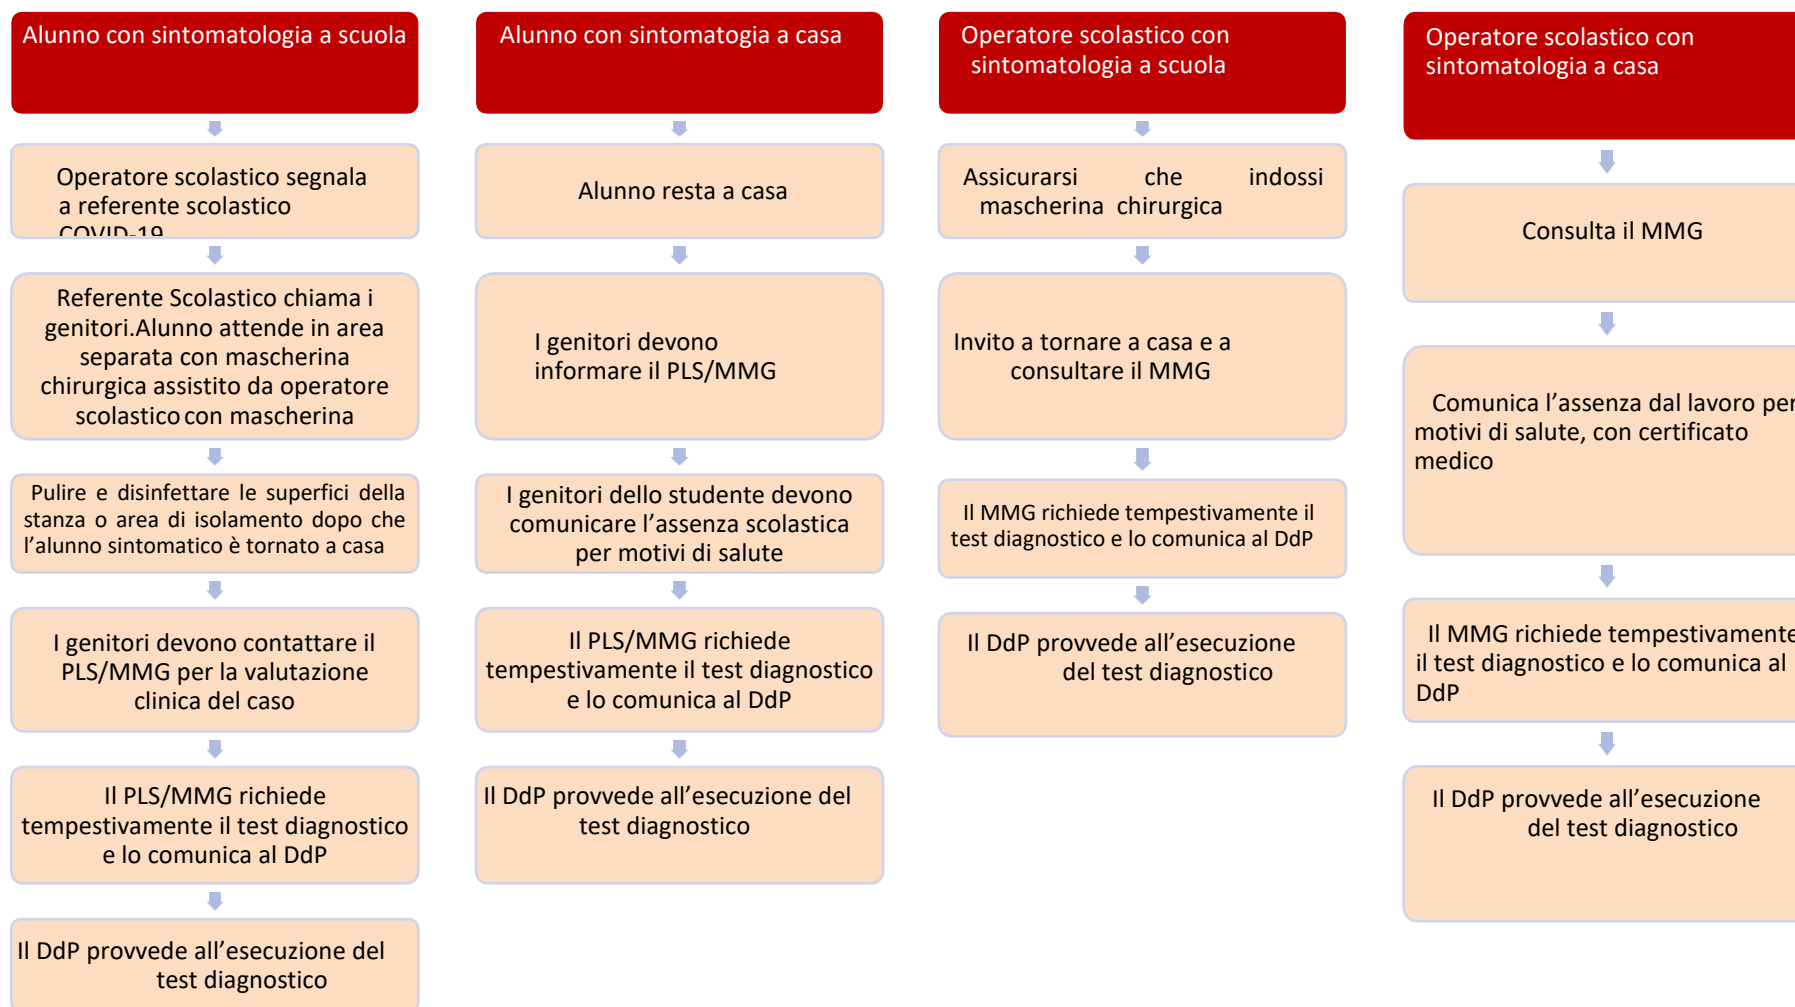 Alunno con sintomatologia a scuola
Operatore scolastico segnala
a referente scolastico
COVID-19
Referente Scolastico chiama i
genitori.Alunno attende in area
separata con mascherina
chirurgica assistito da operatore
scolastico con mascherina
Pulire e disinfettare le superfici della
stanza o area di isolamento dopo che
l’alunno sintomatico è tornato a casa
I genitori devono contattare il
PLS/MMG per la valutazione
clinica del caso
Il PLS/MMG richiede
tempestivamente il test diagnostico
e lo comunica al DdP
Il DdP provvede all’esecuzione del
test diagnostico
Alunno con sintomatogia a casa
Alunno resta a casa
I genitori devono
informare il PLS/MMG
I genitori dello studente devono
comunicare l’assenza scolastica
per motivi di salute
Il PLS/MMG richiede
tempestivamente il test diagnostico
e lo comunica al DdP
Il DdP provvede all’esecuzione del
test diagnostico
Operatore scolastico con
sintomatologia a scuola
Assicurarsi che indossi
mascherina chirurgica
Invito a tornare a casa e a
consultare il MMG
Il MMG richiede tempestivamente il
test diagnostico e lo comunica al DdP
Il DdP provvede all’esecuzione
del test diagnostico
Operatore scolastico con
sintomatologia a casa
Consulta il MMG
Comunica l’assenza dal lavoro per
motivi di salute, con certificato
medico
Il MMG richiede tempestivamente
il test diagnostico e lo comunica al
DdP
Il DdP provvede all’esecuzione
del test diagnostico